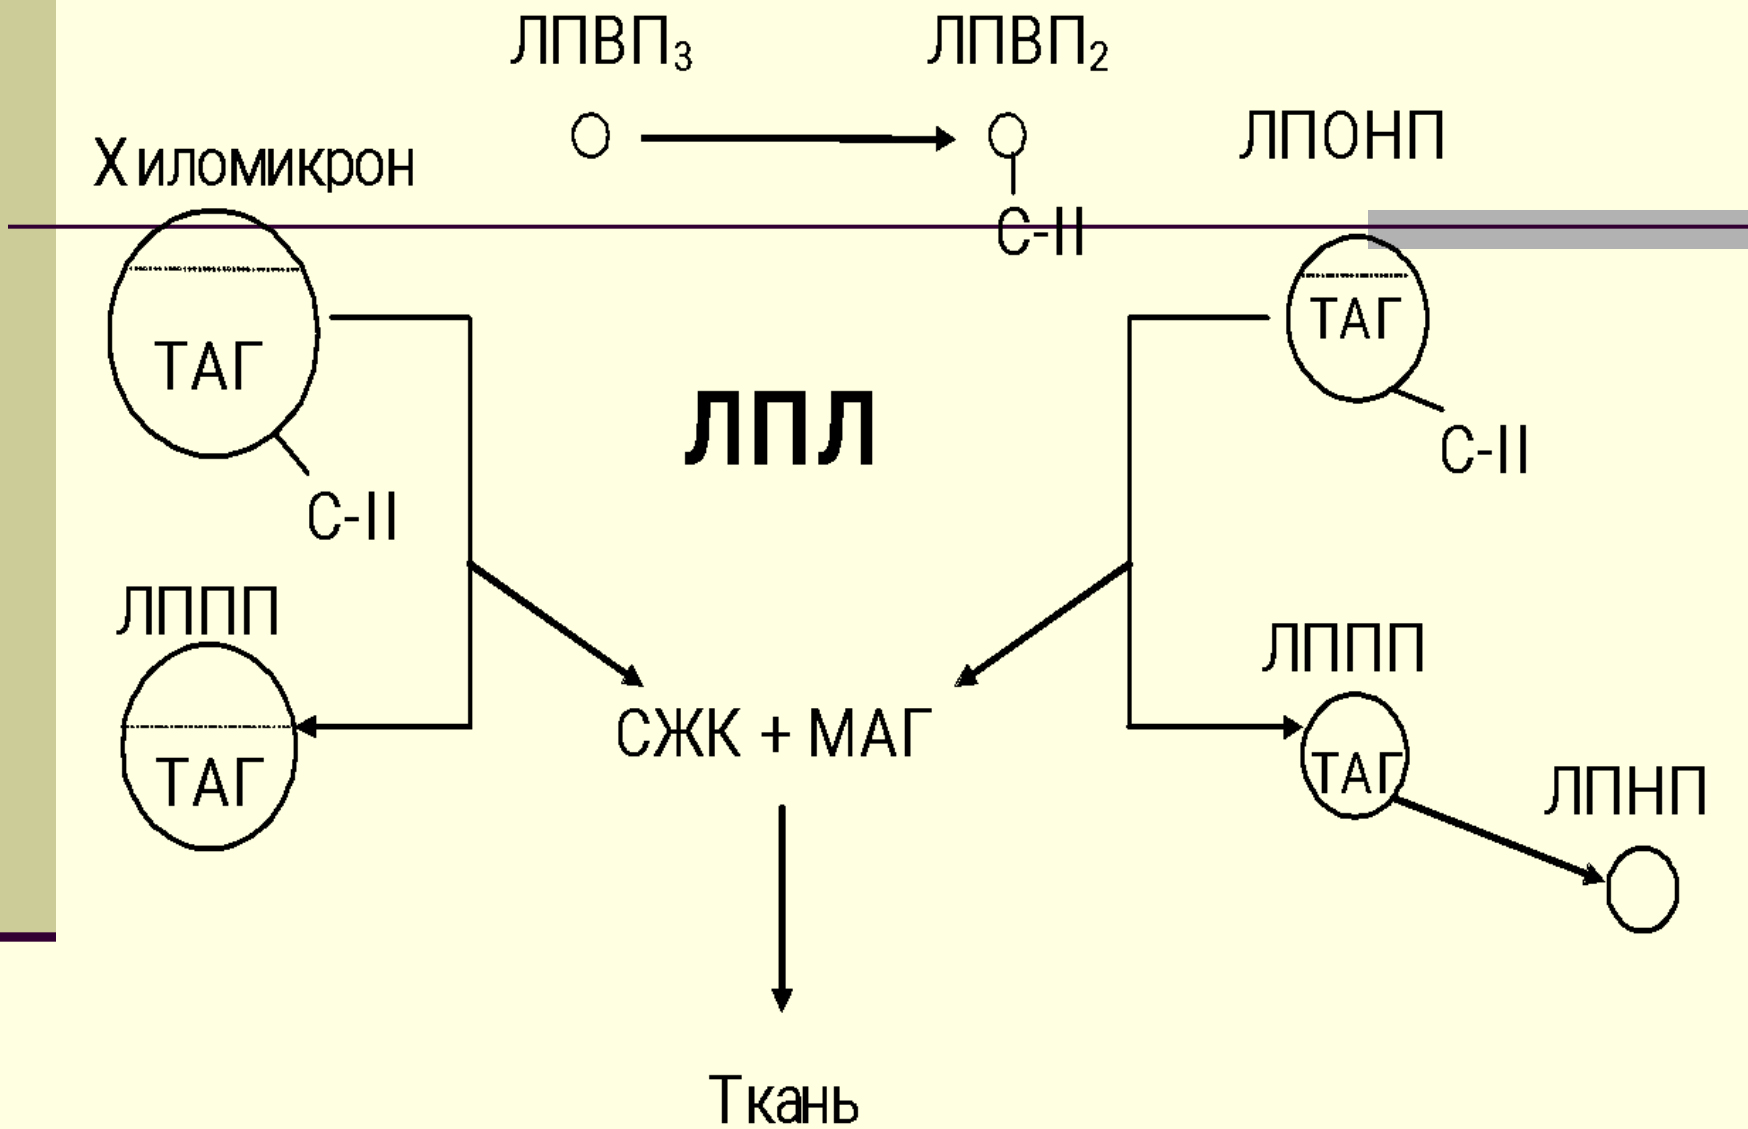 ЛПВП₃
ЛПВП₂
Хиломикрон
ЛПОНП
С-II
ТАГ
ТАГ
ЛПЛ
С-II
С-II
ЛППП
ЛППП
СЖК + МАГ
ТАГ
ТАГ
ЛПНП
Ткань